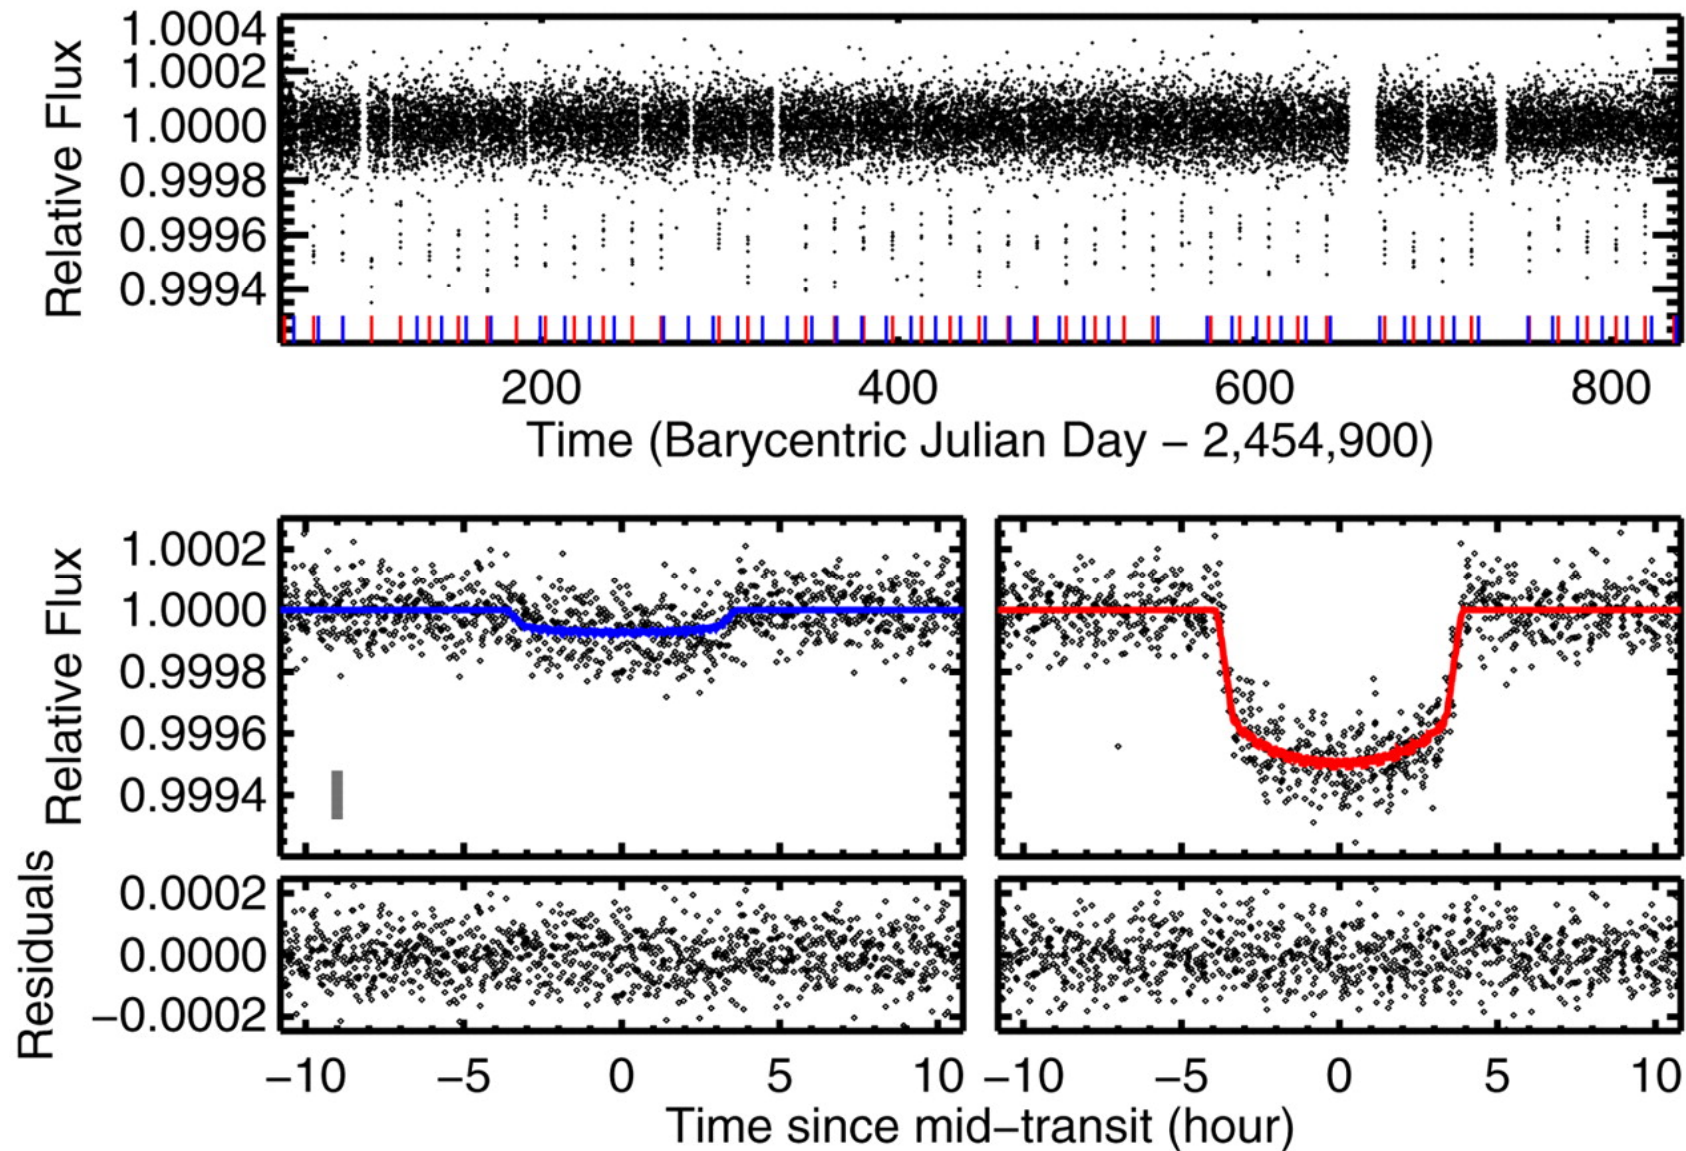 Relative Flux
1.0004
1.0002
1.0000
0.9998
0.9996
0.9994
200 400 600 800
Time (Barycentric Julian Day – 2,454,900)
Relative Flux
1.0002
1.0000
0.9998
0.9996
0.9994
Residuals
0.0002
0.0000
−0.0002
−10 −5 0 5 10 −10 −5 0 5 10
Time since mid−transit (hour)